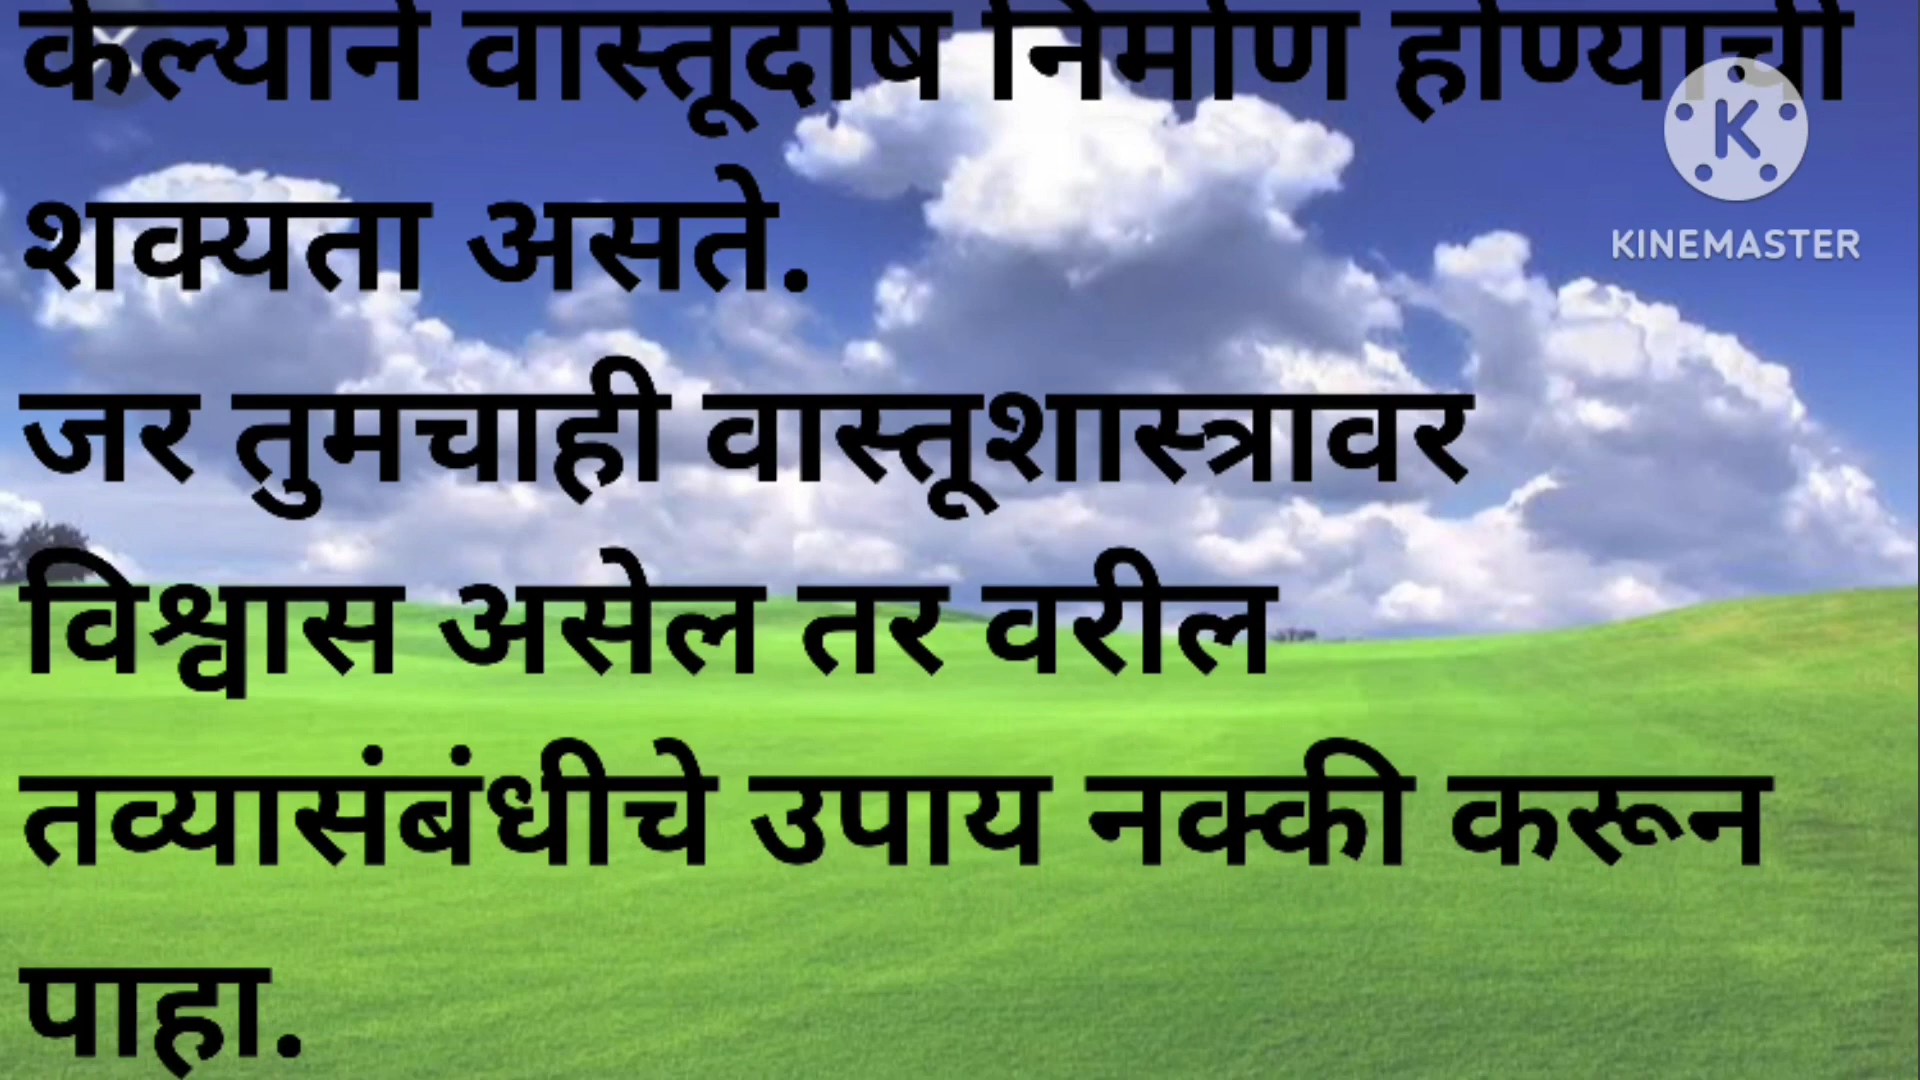 केल्याने वास्तूदोष निर्माण होण्याची
शक्यता असते.
जर तुमचाही वास्तूशास्त्रावर
विश्वास असेल तर वरील
तव्यासंबंधीचे उपाय नक्की करून
पाहा.
K
KINEMASTER